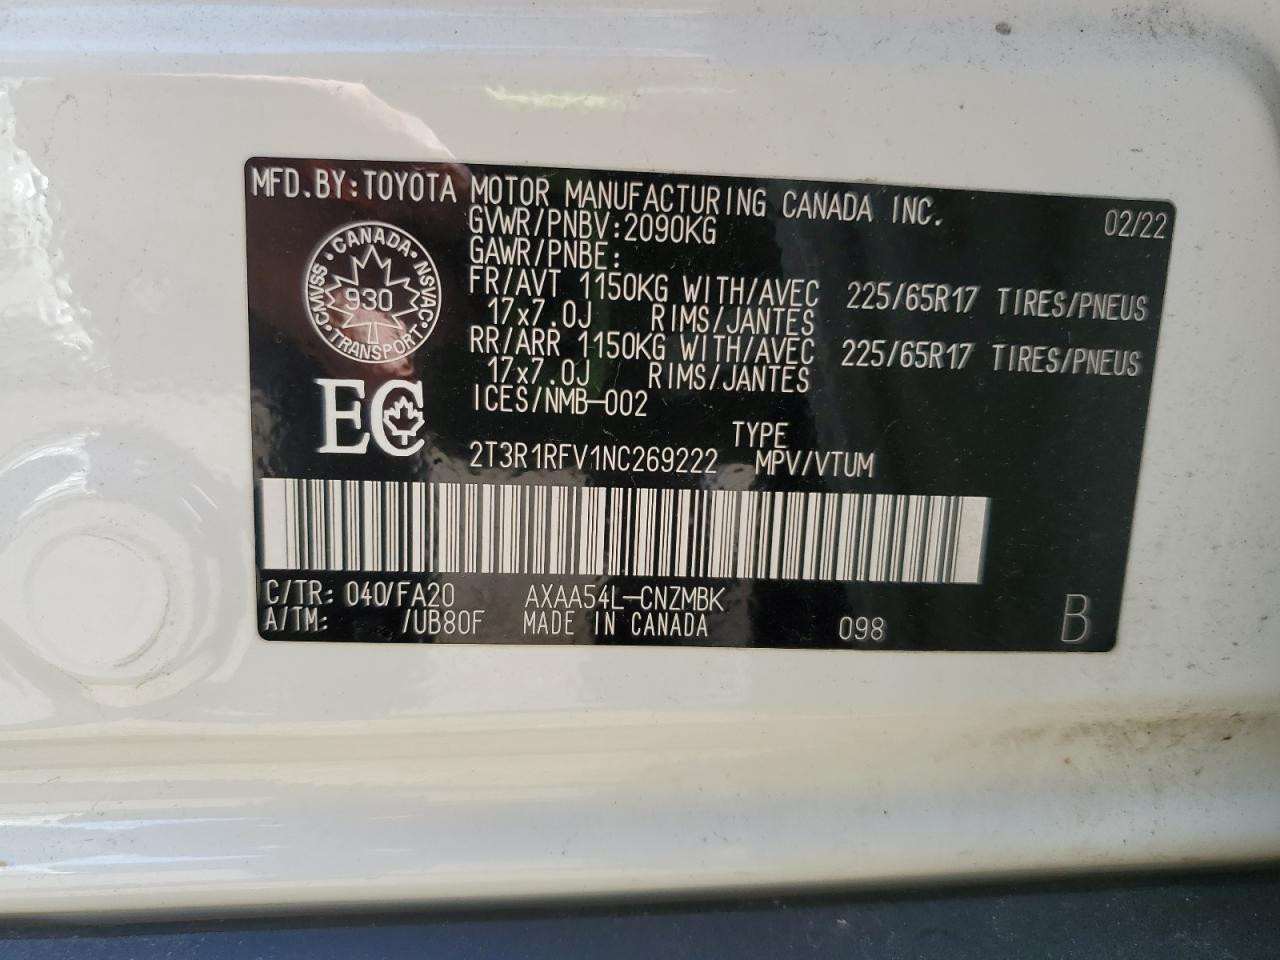 MFD.BY:TOYOTA MOTOR MANUFACTURING CANADA INC. 02/22
GVWR/PNBV:2090KG
GAWR/PNBE:
FR/AVT 1150KG WITH/AVEC 225/65R17 TIRES/PNEUS
17x7.0J RIMS/JANTES
RR/ARR 1150KG WITH/AVEC 225/65R17 TIRES/PNEUS
17x7.0J RIMS/JANTES
ICES/NMB-002
CANADA·NSVAC·TRANSPORT·CMVSS·
930
EC
TYPE
2T3R1RFV1NC269222 MPV/VTUM
C/TR: 040/FA20 AXAA54L-CNZMBK
A/TM: /UB80F MADE IN CANADA 098 B